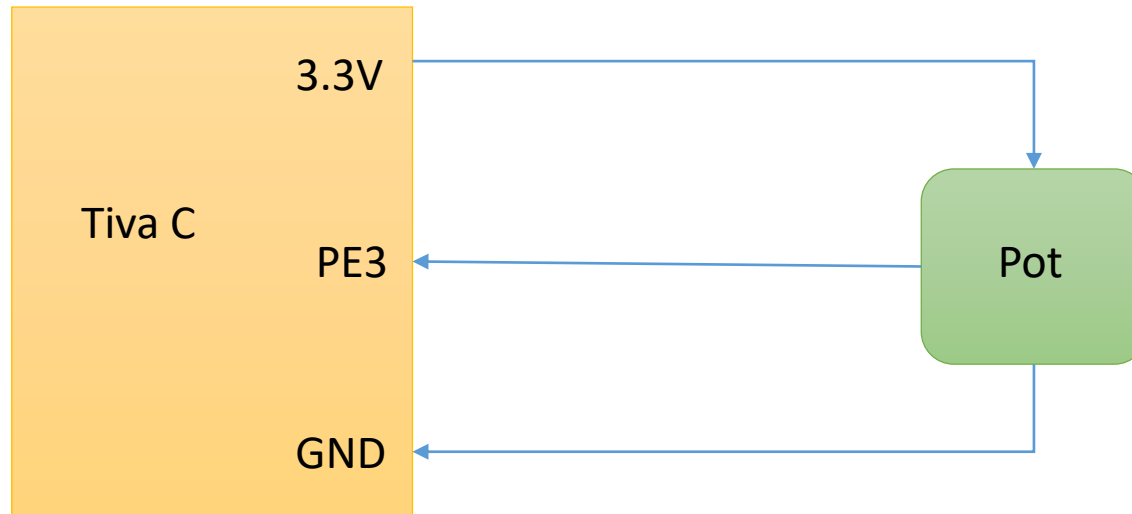 3.3V
Tiva C
PE3
Pot
GND